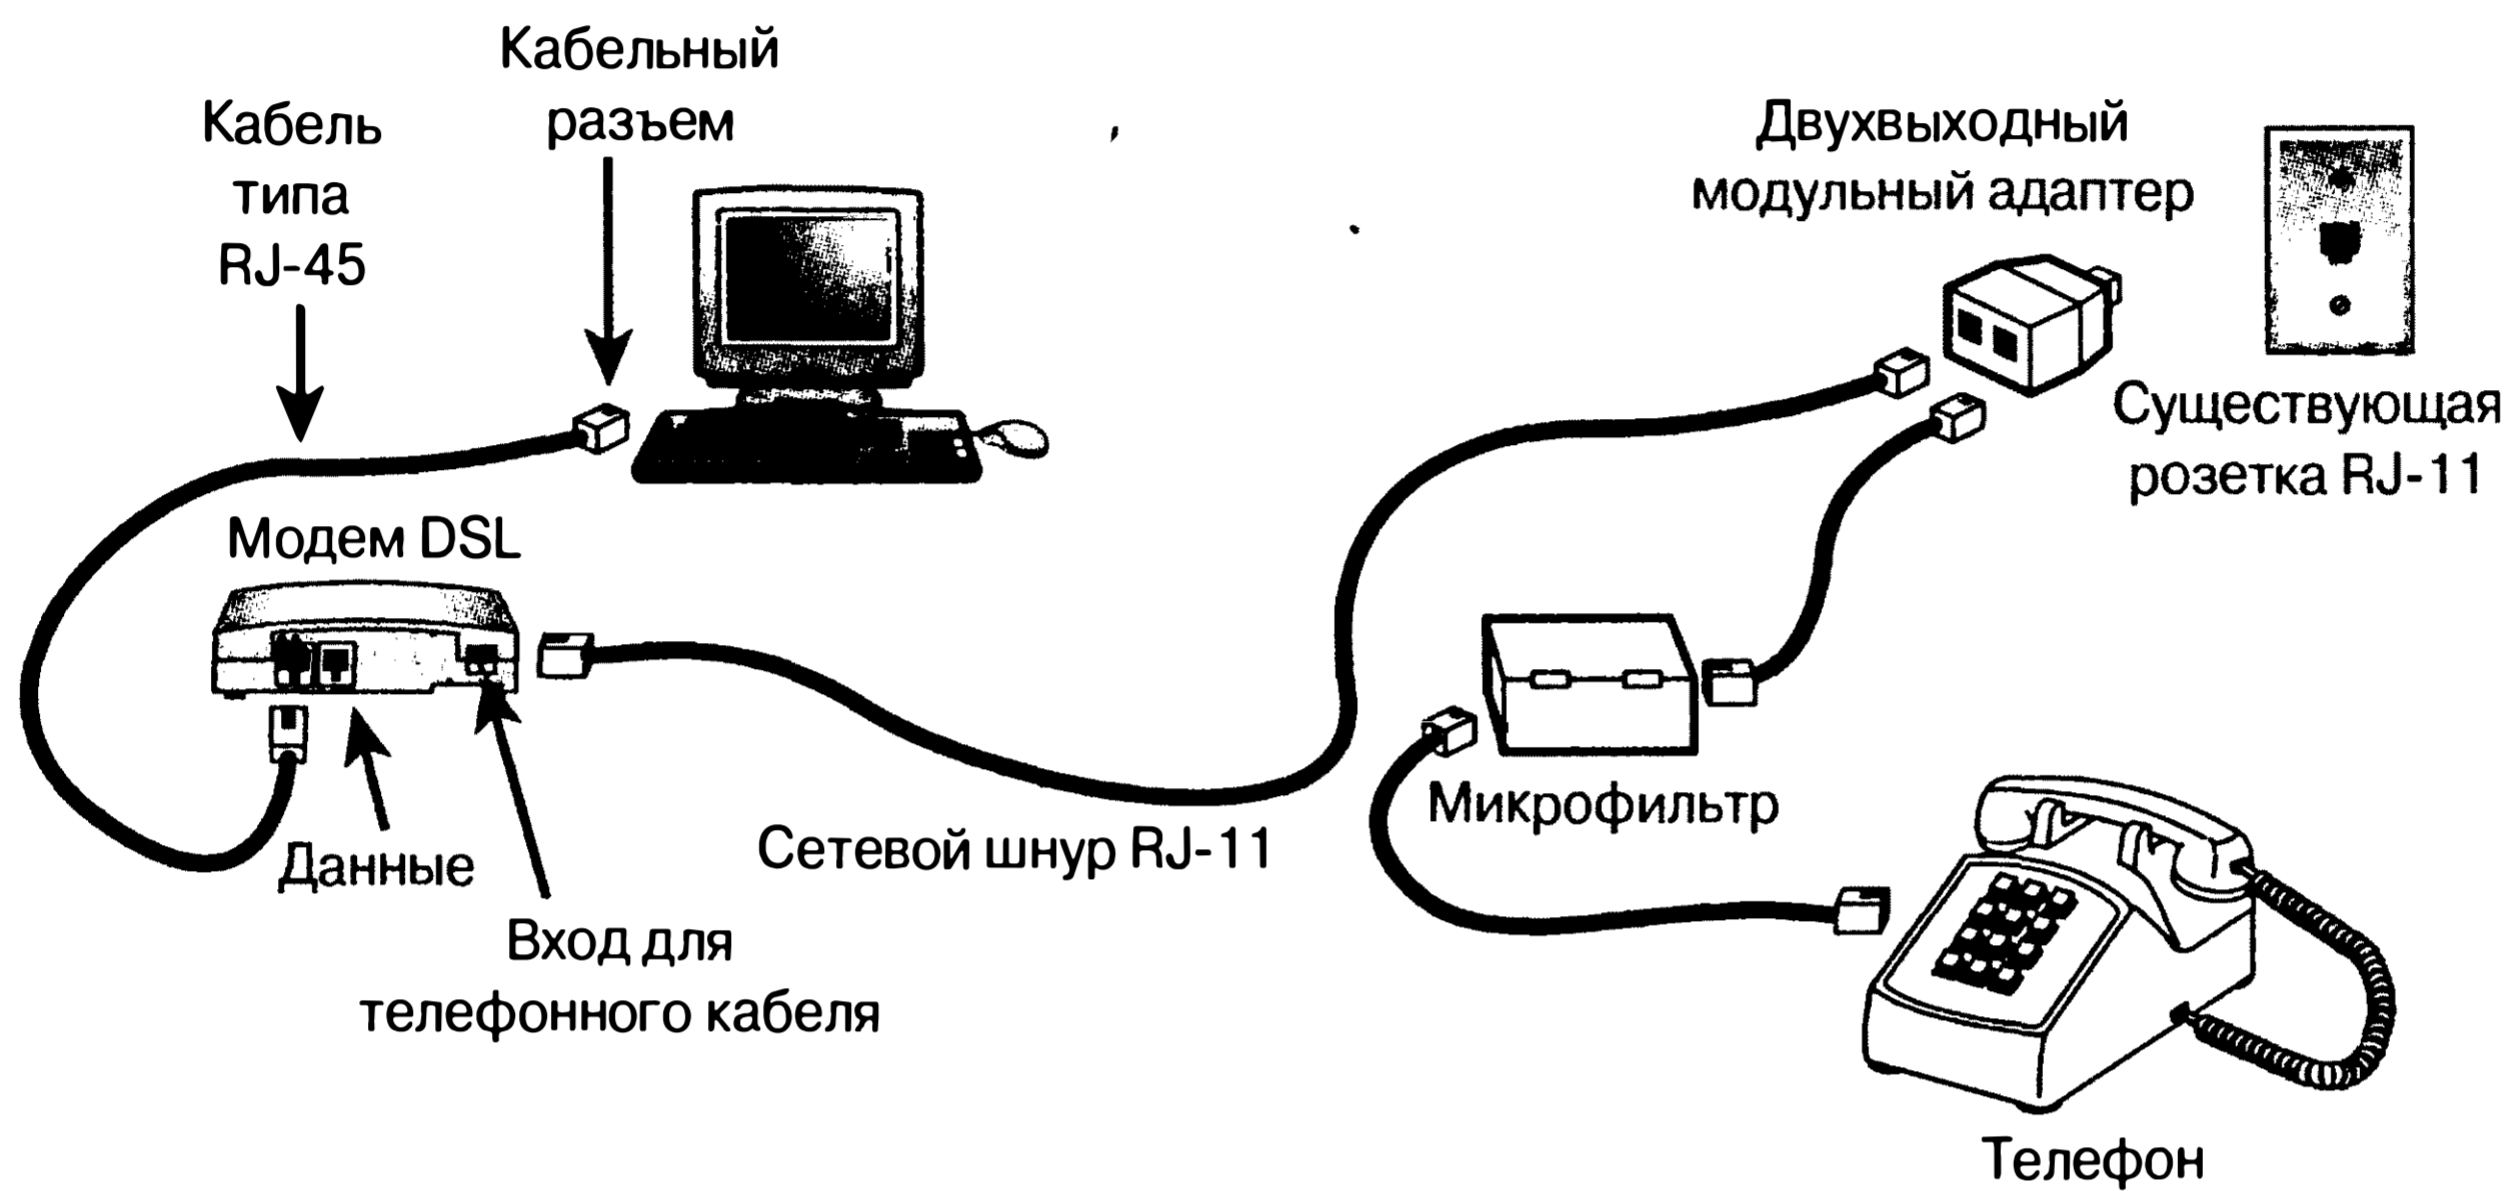 Кабельный
разъем
Кабель
типа
RJ-45
Двухвыходный
модульный адаптер
Существующая
розетка RJ-11
Модем DSL
Микрофильтр
Данные
Сетевой шнур RJ-11
Вход для
телефонного кабеля
Телефон